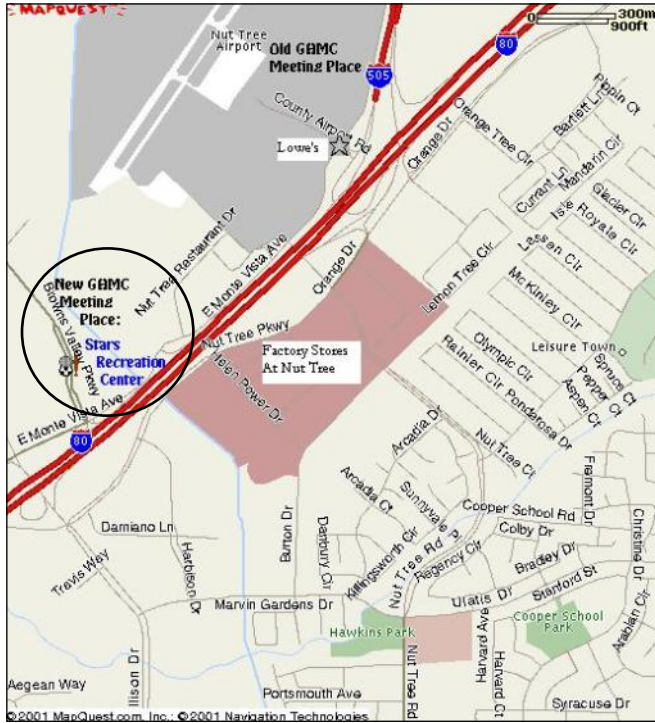 MAPQUEST
0 300m
900ft
Nut Tree
Airport
Old GHMC
Meeting Place
505
80
County Airport Rd
Lowe's
Orange Dr
Orange Dr
Orange Tree Cir
Pippin Ct
Bartlett Ln
Currant Ln
Mandarin Cir
Glacier Cir
Isle Royale Cir
Lassen Cir
McKinley Cir
Lemon Tree Cir
Nut Tree Restaurant Dr
E Monte Vista Ave
New GHMC
Meeting
Place:
Stars
Recreation
Center
Browns Valley Pkwy
Nut Tree Pkwy
Factory Stores
At Nut Tree
Helen Power Dr
Leisure Town
Olympic Cir
Rainier Cir
Ponderosa Dr
Spruce
Pepper Ct
Aspen Ct
E Monte Vista Ave
80
Nut Tree Ct
Arcadia Dr
Arcadia Ct
Sunnyvale
Cooper School Rd
Colby Dr
Fremont Dr
Christine Dr
Damiano Ln
Harbison Dr
Burton Dr
Danbury Cir
Killingsworth Cir
Nut Tree Rd
Regency Cir
Bradley Dr
Stanford St
Travis Way
Marvin Gardens Dr
Ulatis Dr
Hawkins Park
Harvard Ave
Cooper School
Park
Arabian Cir
Aegean Way
llison Dr
Portsmouth Ave
Nut Tree Rd
Harvard Ct
Syracuse Dr
©2001 MapQuest.com, Inc.; ©2001 Navigation Technologies